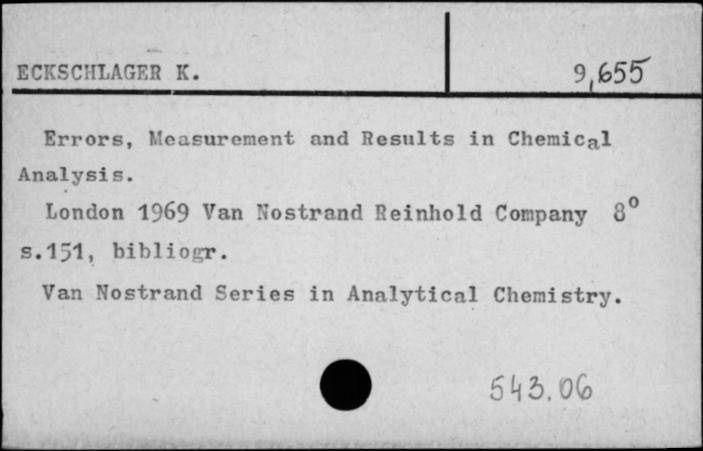 ECKSCHLAGER K. 9,655
Errors, Measurement and Results in Chemical
Analysis.
London 1969 Van Nostrand Reinhold Company 8°
s.151, bibliogr.
Van Nostrand Series in Analytical Chemistry.
543.06